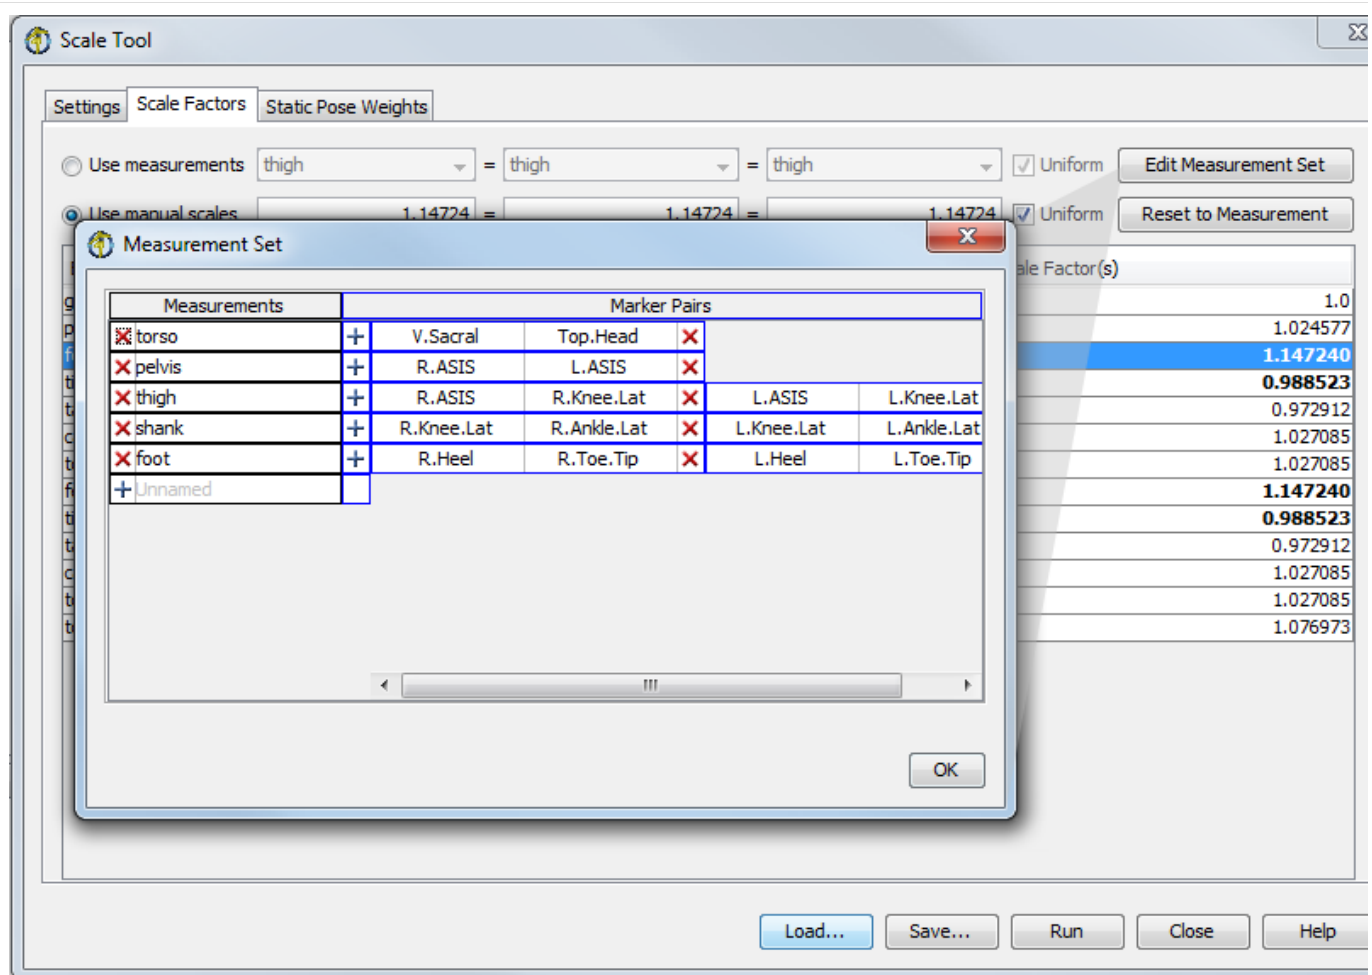 Scale Tool
Settings Scale Factors Static Pose Weights
Use measurements thigh = thigh = thigh Uniform Edit Measurement Set
Use manual scales 1.14724 = 1.14724 = 1.14724 Uniform Reset to Measurement
Measurement Set
ale Factor(s)
Measurements Marker Pairs
1.0
torso V.Sacral Top.Head
1.024577
pelvis R.ASIS L.ASIS
1.147240
thigh R.ASIS R.Knee.Lat L.ASIS L.Knee.Lat
0.988523
0.972912
shank R.Knee.Lat R.Ankle.Lat L.Knee.Lat L.Ankle.Lat
1.027085
foot R.Heel R.Toe.Tip L.Heel L.Toe.Tip
1.027085
Unnamed
1.147240
0.988523
0.972912
1.027085
1.027085
1.076973
OK
Load... Save... Run Close Help